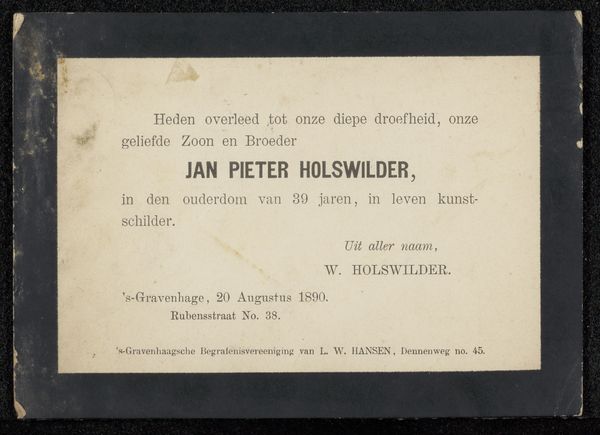 Heden overleed tot onze diepe droefheid, onze
geliefde Zoon en Broeder
JAN PIETER HOLSWILDER,
in den ouderdom van 39 jaren, in leven kunst-
schilder.
Uit aller naam,
W. HOLSWILDER.
's-Gravenhage, 20 Augustus 1890.
Rubensstraat No. 38.
's-Gravenhaagsche Begrafenisvereeniging van L. W. HANSEN, Dennenweg no. 45.